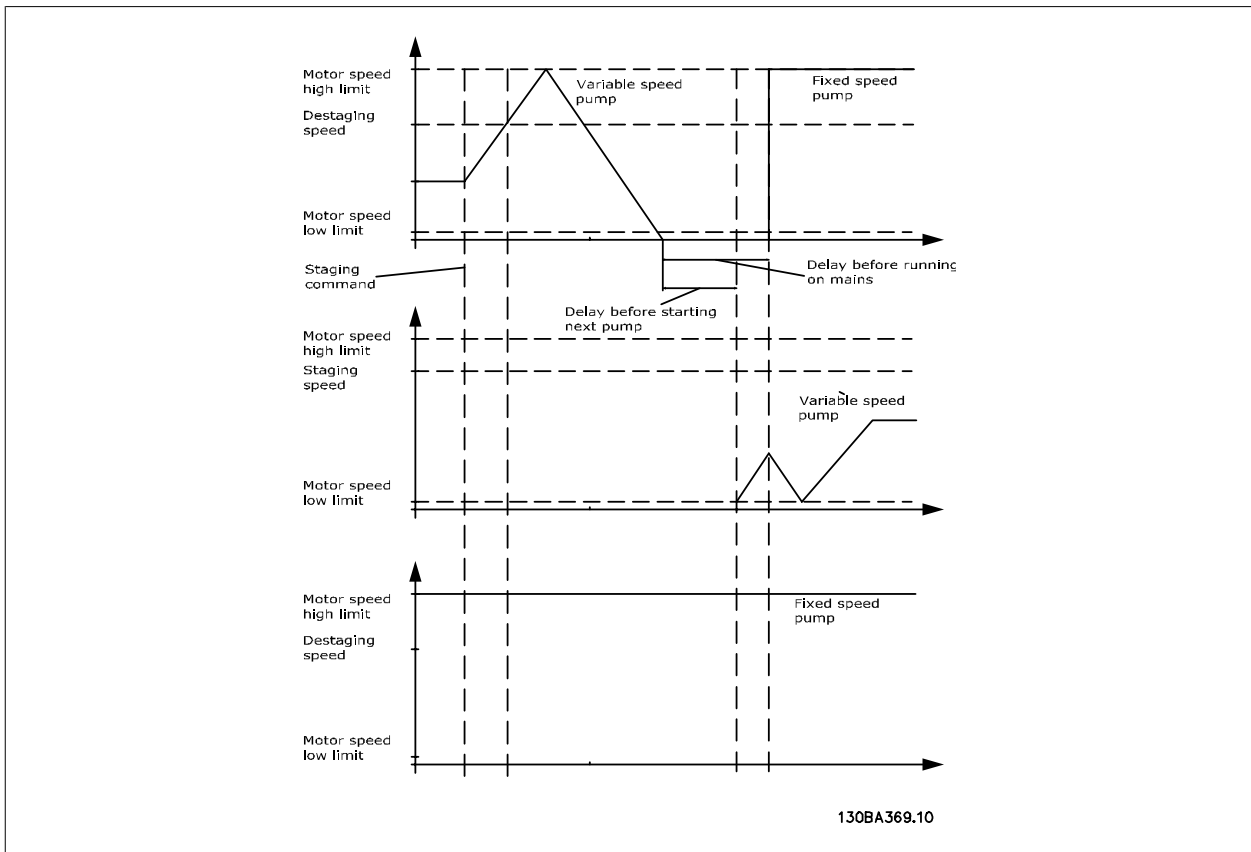 Motor speed
high limit
Variable speed
pump
Fixed speed
pump
Destaging
speed
Motor speed
low limit
Staging
command
Delay before running
on mains
Delay before starting
next pump
Motor speed
high limit
Staging
speed
Variable speed
pump
Motor speed
low limit
Motor speed
high limit
Fixed speed
pump
Destaging
speed
Motor speed
low limit
130BA369.10